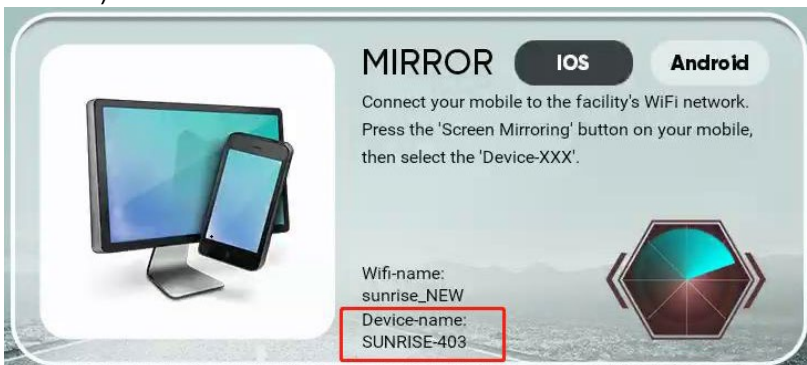 MIRROR IOS Android
Connect your mobile to the facility's WiFi network.
Press the 'Screen Mirroring' button on your mobile,
then select the 'Device-XXX'.
Wifi-name:
sunrise_NEW
Device-name:
SUNRISE-403